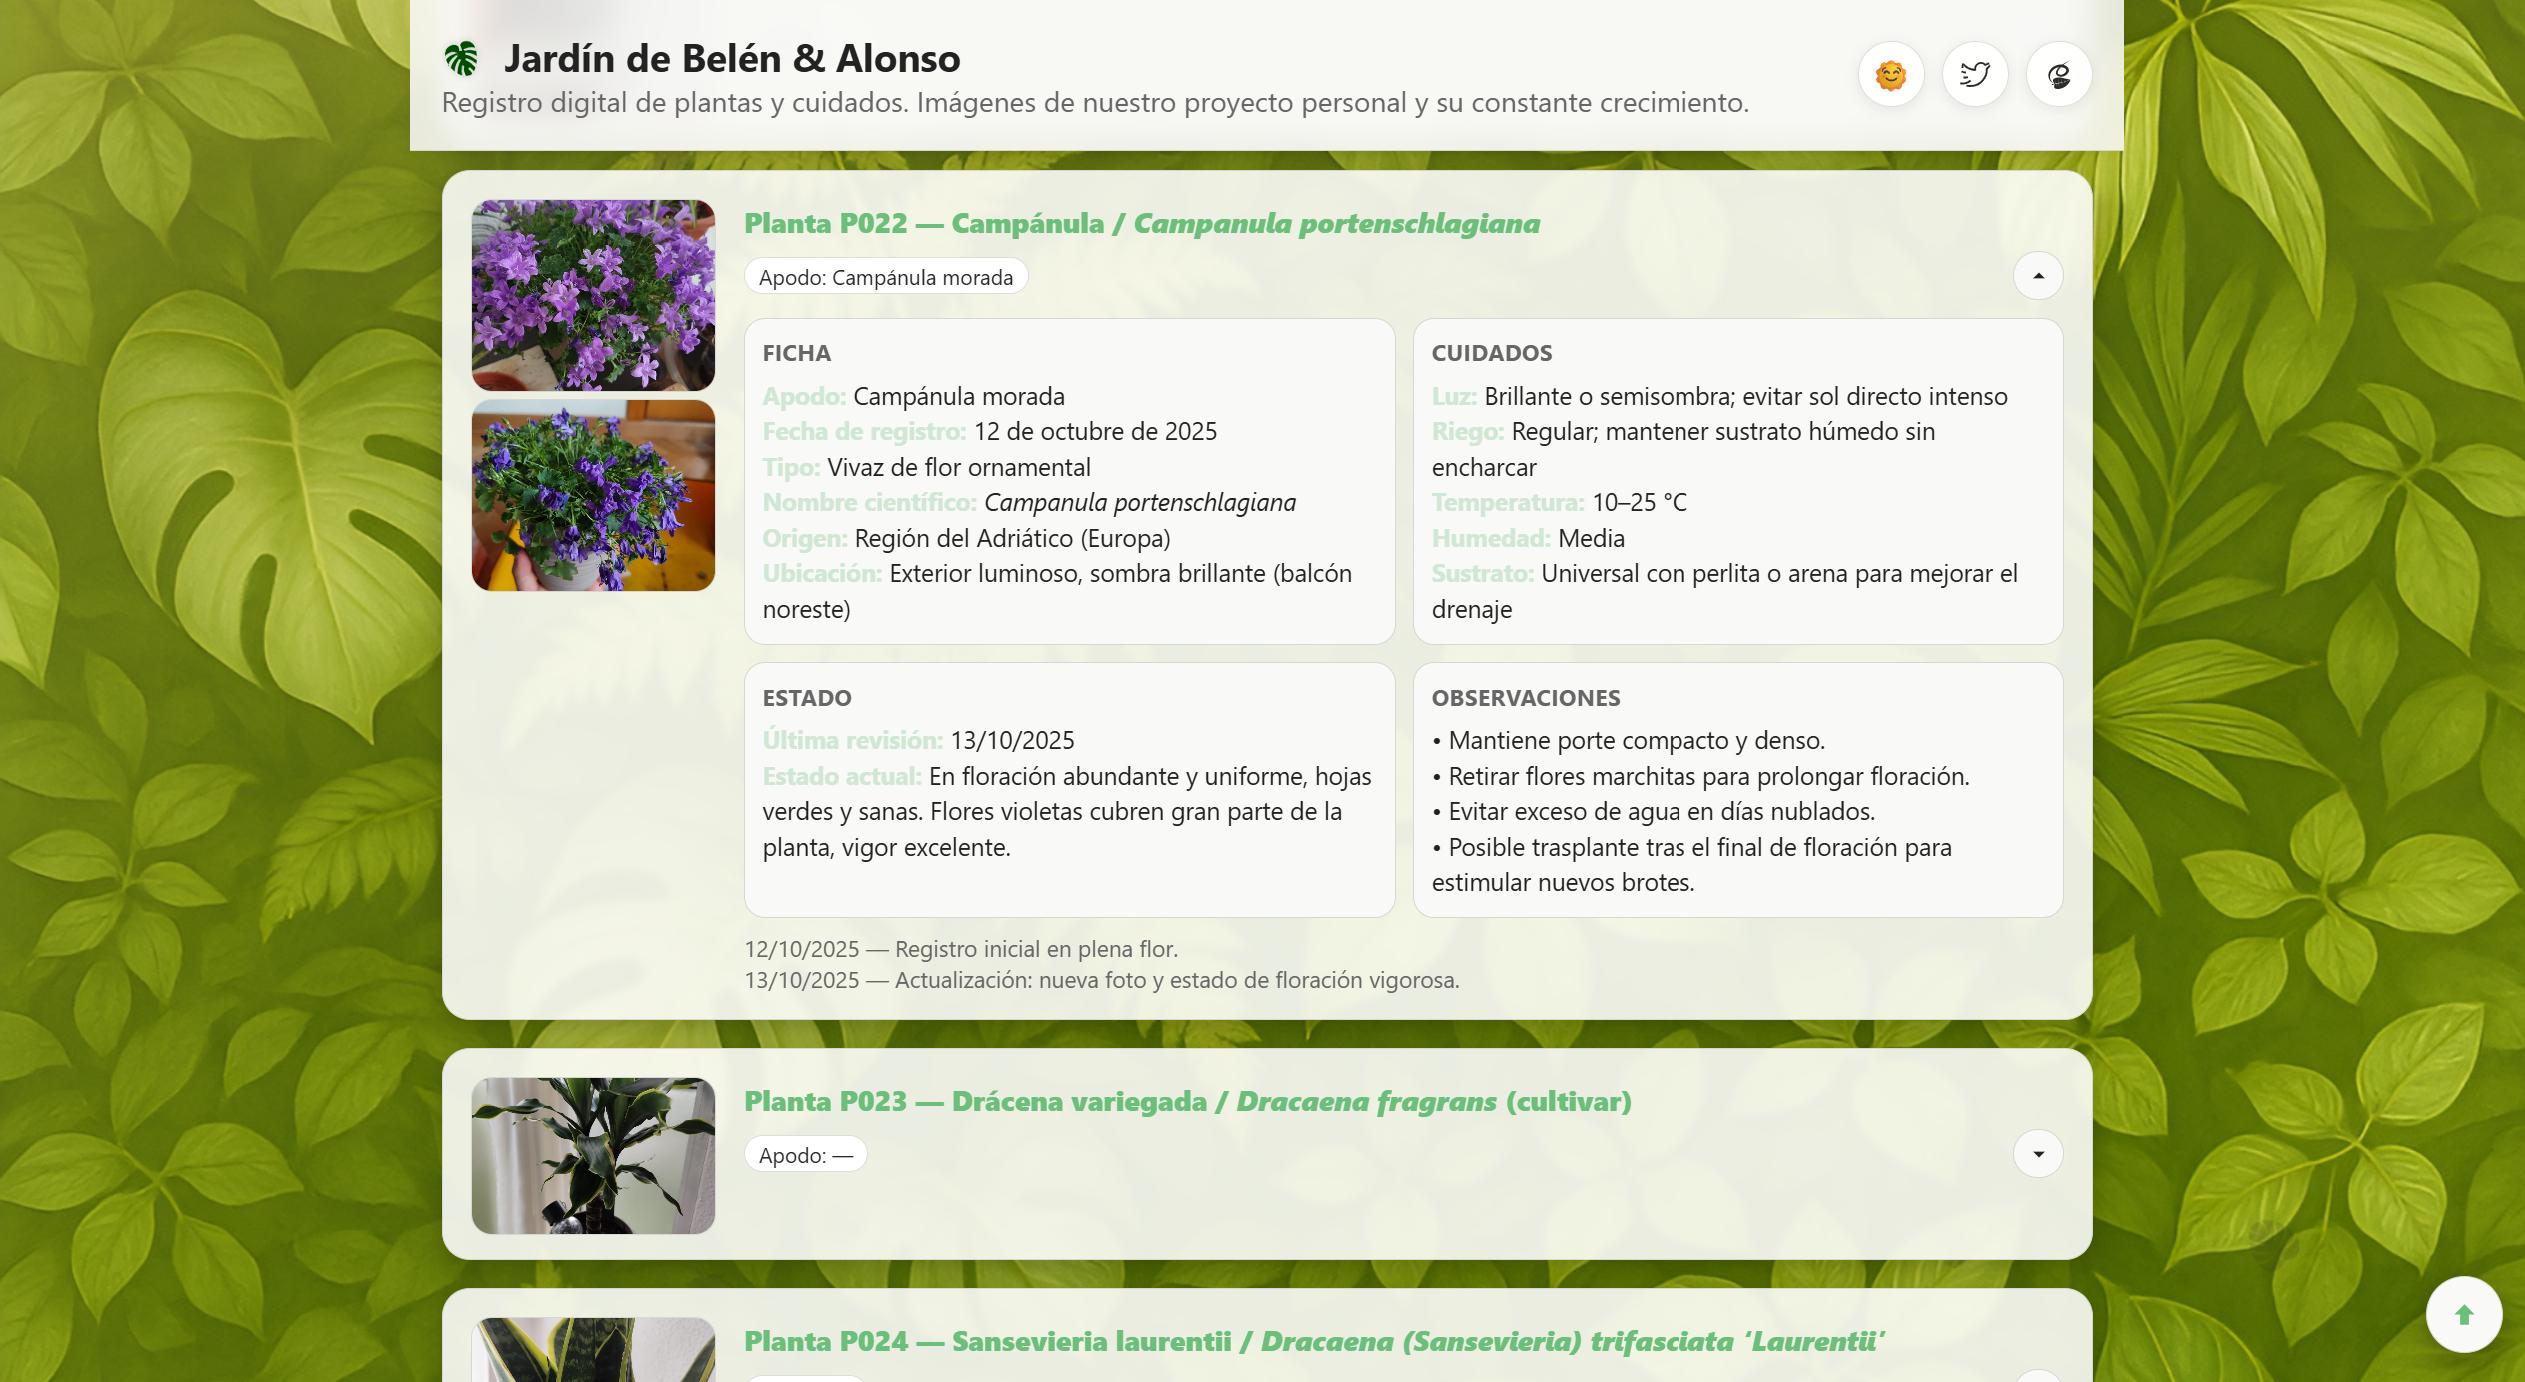 Jardín de Belén & Alonso
Registro digital de plantas y cuidados. Imágenes de nuestro proyecto personal y su constante crecimiento.
Planta P022 — Campánula / Campanula portenschlagiana
Apodo: Campánula morada
FICHA
Apodo: Campánula morada
Fecha de registro: 12 de octubre de 2025
Tipo: Vivaz de flor ornamental
Nombre científico: Campanula portenschlagiana
Origen: Región del Adriático (Europa)
Ubicación: Exterior luminoso, sombra brillante (balcón
noreste)
CUIDADOS
Luz: Brillante o semisombra; evitar sol directo intenso
Riego: Regular; mantener sustrato húmedo sin
encharcar
Temperatura: 10–25 °C
Humedad: Media
Sustrato: Universal con perlita o arena para mejorar el
drenaje
ESTADO
Última revisión: 13/10/2025
Estado actual: En floración abundante y uniforme, hojas
verdes y sanas. Flores violetas cubren gran parte de la
planta, vigor excelente.
OBSERVACIONES
• Mantiene porte compacto y denso.
• Retirar flores marchitas para prolongar floración.
• Evitar exceso de agua en días nublados.
• Posible trasplante tras el final de floración para
estimular nuevos brotes.
12/10/2025 — Registro inicial en plena flor.
13/10/2025 — Actualización: nueva foto y estado de floración vigorosa.
Planta P023 — Drácena variegada / Dracaena fragrans (cultivar)
Apodo: —
Planta P024 — Sansevieria laurentii / Dracaena (Sansevieria) trifasciata ‘Laurentii’